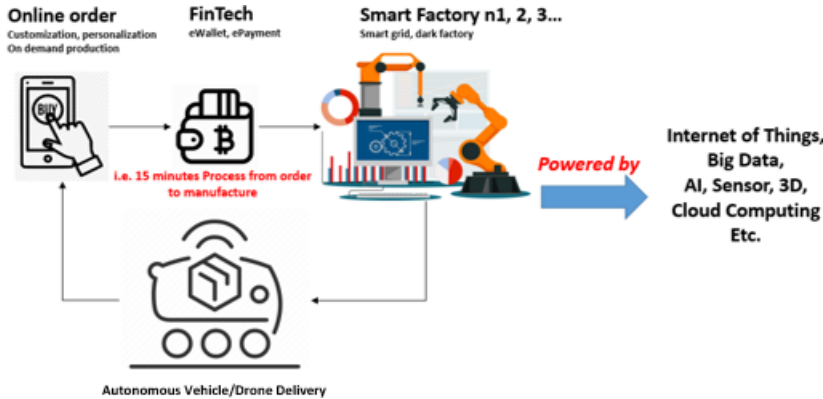 Online order
Customization, personalization
On demand production
FinTech
eWallet, ePayment
Smart Factory n1, 2, 3...
Smart grid, dark factory
BUY
i.e. 15 minutes Process from order
to manufacture
Powered by
Internet of Things,
Big Data,
AI, Sensor, 3D,
Cloud Computing
Etc.
Autonomous Vehicle/Drone Delivery